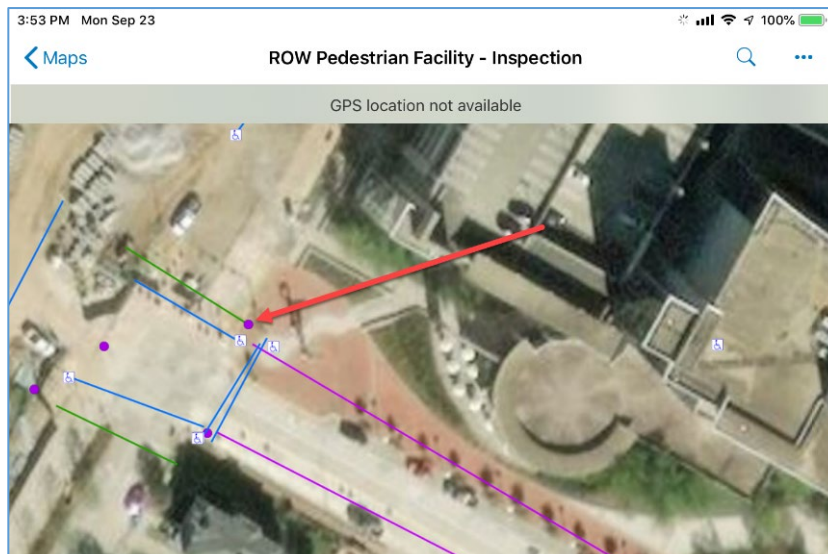 3:53 PM Mon Sep 23
100%
Maps
ROW Pedestrian Facility - Inspection
GPS location not available